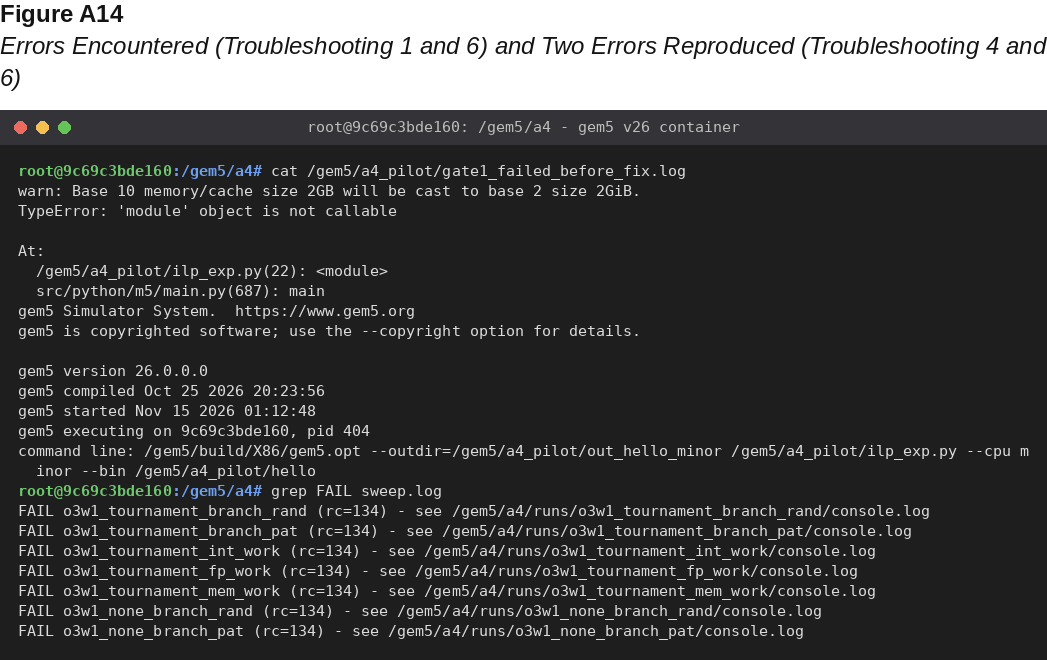 Figure A14
Errors Encountered (Troubleshooting 1 and 6) and Two Errors Reproduced (Troubleshooting 4 and
6)
root@9c69c3bde160: /gem5/a4 - gem5 v26 container
root@9c69c3bde160:/gem5/a4# cat /gem5/a4_pilot/gate1_failed_before_fix.log
warn: Base 10 memory/cache size 2GB will be cast to base 2 size 2GiB.
TypeError: 'module' object is not callable
At:
  /gem5/a4_pilot/ilp_exp.py(22): <module>
  src/python/m5/main.py(687): main
gem5 Simulator System.  https://www.gem5.org
gem5 is copyrighted software; use the --copyright option for details.
gem5 version 26.0.0.0
gem5 compiled Oct 25 2026 20:23:56
gem5 started Nov 15 2026 01:12:48
gem5 executing on 9c69c3bde160, pid 404
command line: /gem5/build/X86/gem5.opt --outdir=/gem5/a4_pilot/out_hello_minor /gem5/a4_pilot/ilp_exp.py --cpu m
  inor --bin /gem5/a4_pilot/hello
root@9c69c3bde160:/gem5/a4# grep FAIL sweep.log
FAIL o3w1_tournament_branch_rand (rc=134) - see /gem5/a4/runs/o3w1_tournament_branch_rand/console.log
FAIL o3w1_tournament_branch_pat (rc=134) - see /gem5/a4/runs/o3w1_tournament_branch_pat/console.log
FAIL o3w1_tournament_int_work (rc=134) - see /gem5/a4/runs/o3w1_tournament_int_work/console.log
FAIL o3w1_tournament_fp_work (rc=134) - see /gem5/a4/runs/o3w1_tournament_fp_work/console.log
FAIL o3w1_tournament_mem_work (rc=134) - see /gem5/a4/runs/o3w1_tournament_mem_work/console.log
FAIL o3w1_none_branch_rand (rc=134) - see /gem5/a4/runs/o3w1_none_branch_rand/console.log
FAIL o3w1_none_branch_pat (rc=134) - see /gem5/a4/runs/o3w1_none_branch_pat/console.log